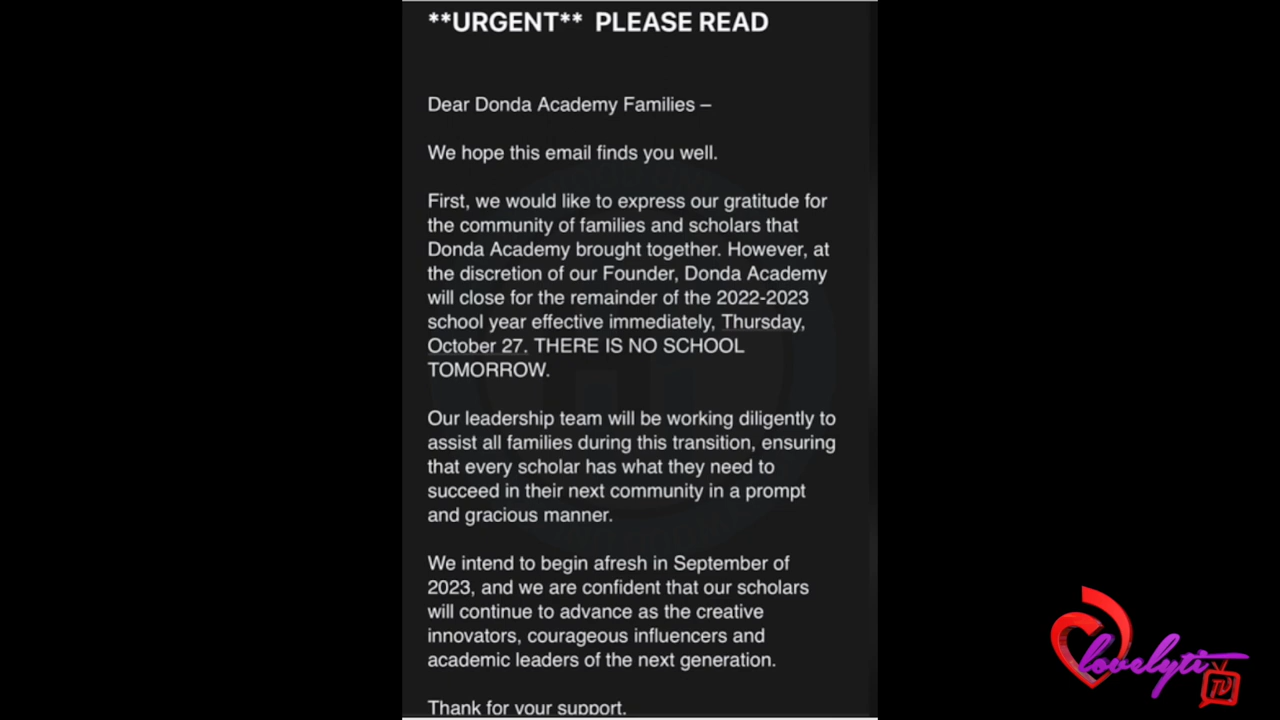 **URGENT** PLEASE READ
Dear Donda Academy Families –
We hope this email finds you well.
First, we would like to express our gratitude for
the community of families and scholars that
Donda Academy brought together. However, at
the discretion of our Founder, Donda Academy
will close for the remainder of the 2022-2023
school year effective immediately, Thursday,
October 27. THERE IS NO SCHOOL
TOMORROW.
Our leadership team will be working diligently to
assist all families during this transition, ensuring
that every scholar has what they need to
succeed in their next community in a prompt
and gracious manner.
We intend to begin afresh in September of
2023, and we are confident that our scholars
will continue to advance as the creative
innovators, courageous influencers and
academic leaders of the next generation.
Thank for your support.
lovelyti
TV